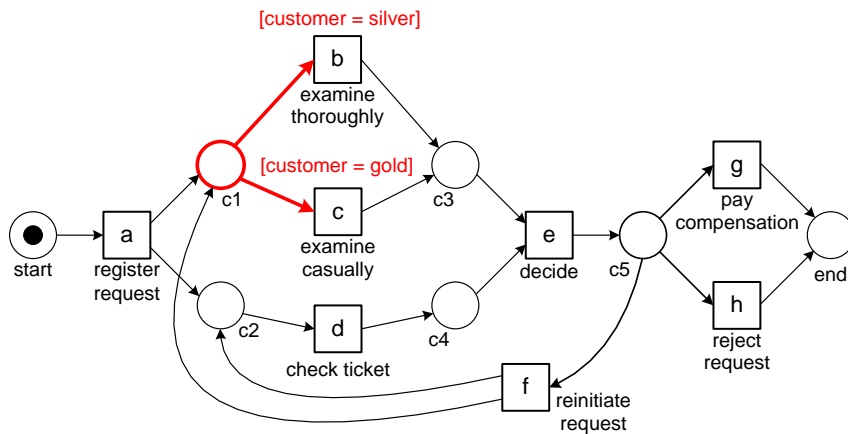 [customer = silver]
b
examine
thoroughly
[customer = gold]
c1
c
examine
casually
c3
g
pay
compensation
start
a
register
request
e
decide
c5
end
c2
d
check ticket
c4
h
reject
request
f
reinitiate
request